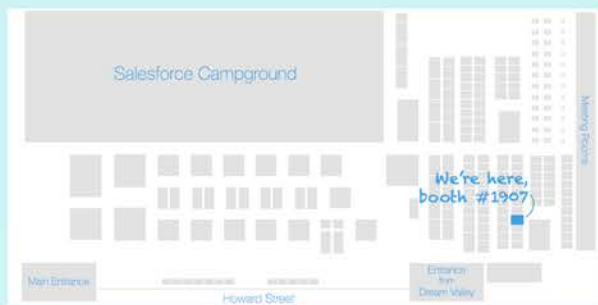 Salesforce Campground
Meeting Rooms
We're here,
booth #1907
Main Entrance
Entrance
from
Dream Valley
Howard Street